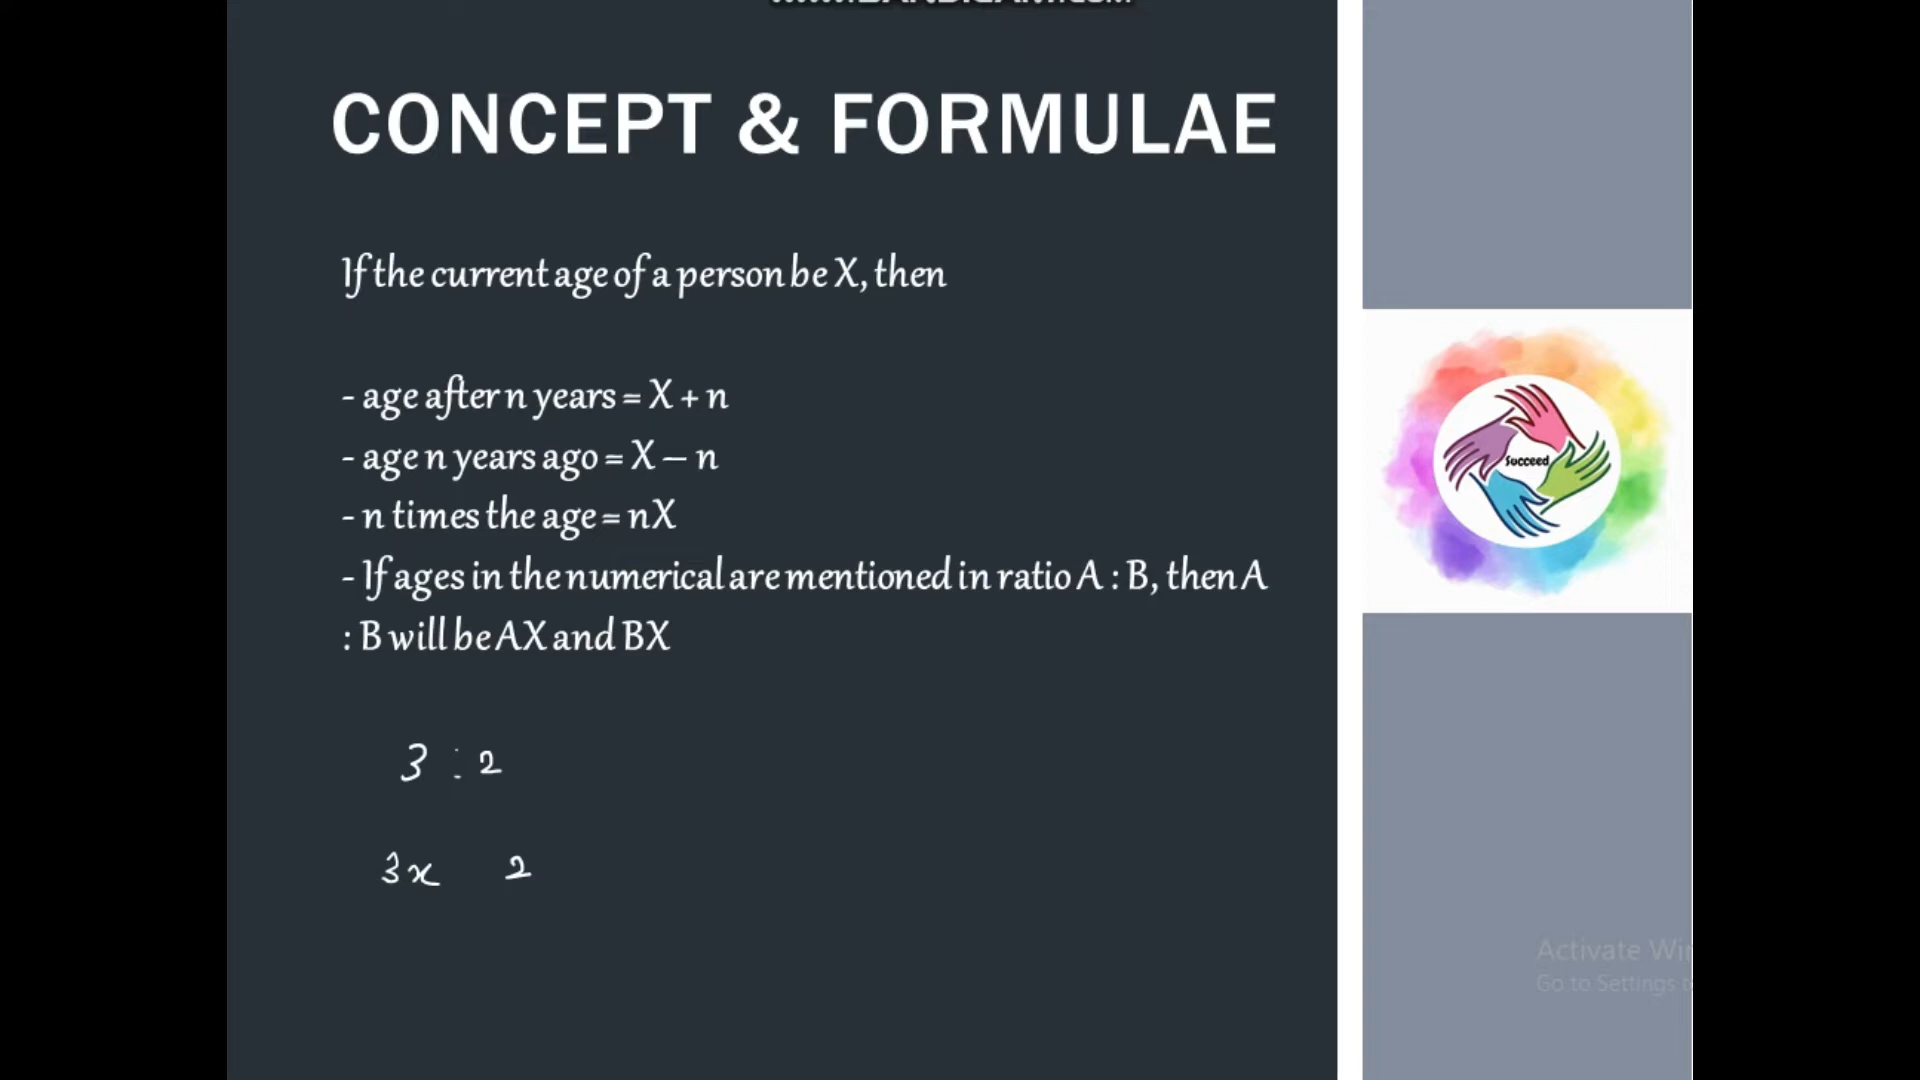 CONCEPT & FORMULAE
If the current age of a person be X, then
- age after n years = X + n
- age n years ago = X – n
- n times the age = nX
- If ages in the numerical are mentioned in ratio A : B, then A
: B will be AX and BX
3 : 2
3x 2
Succeed
Activate Wi
Go to Settings